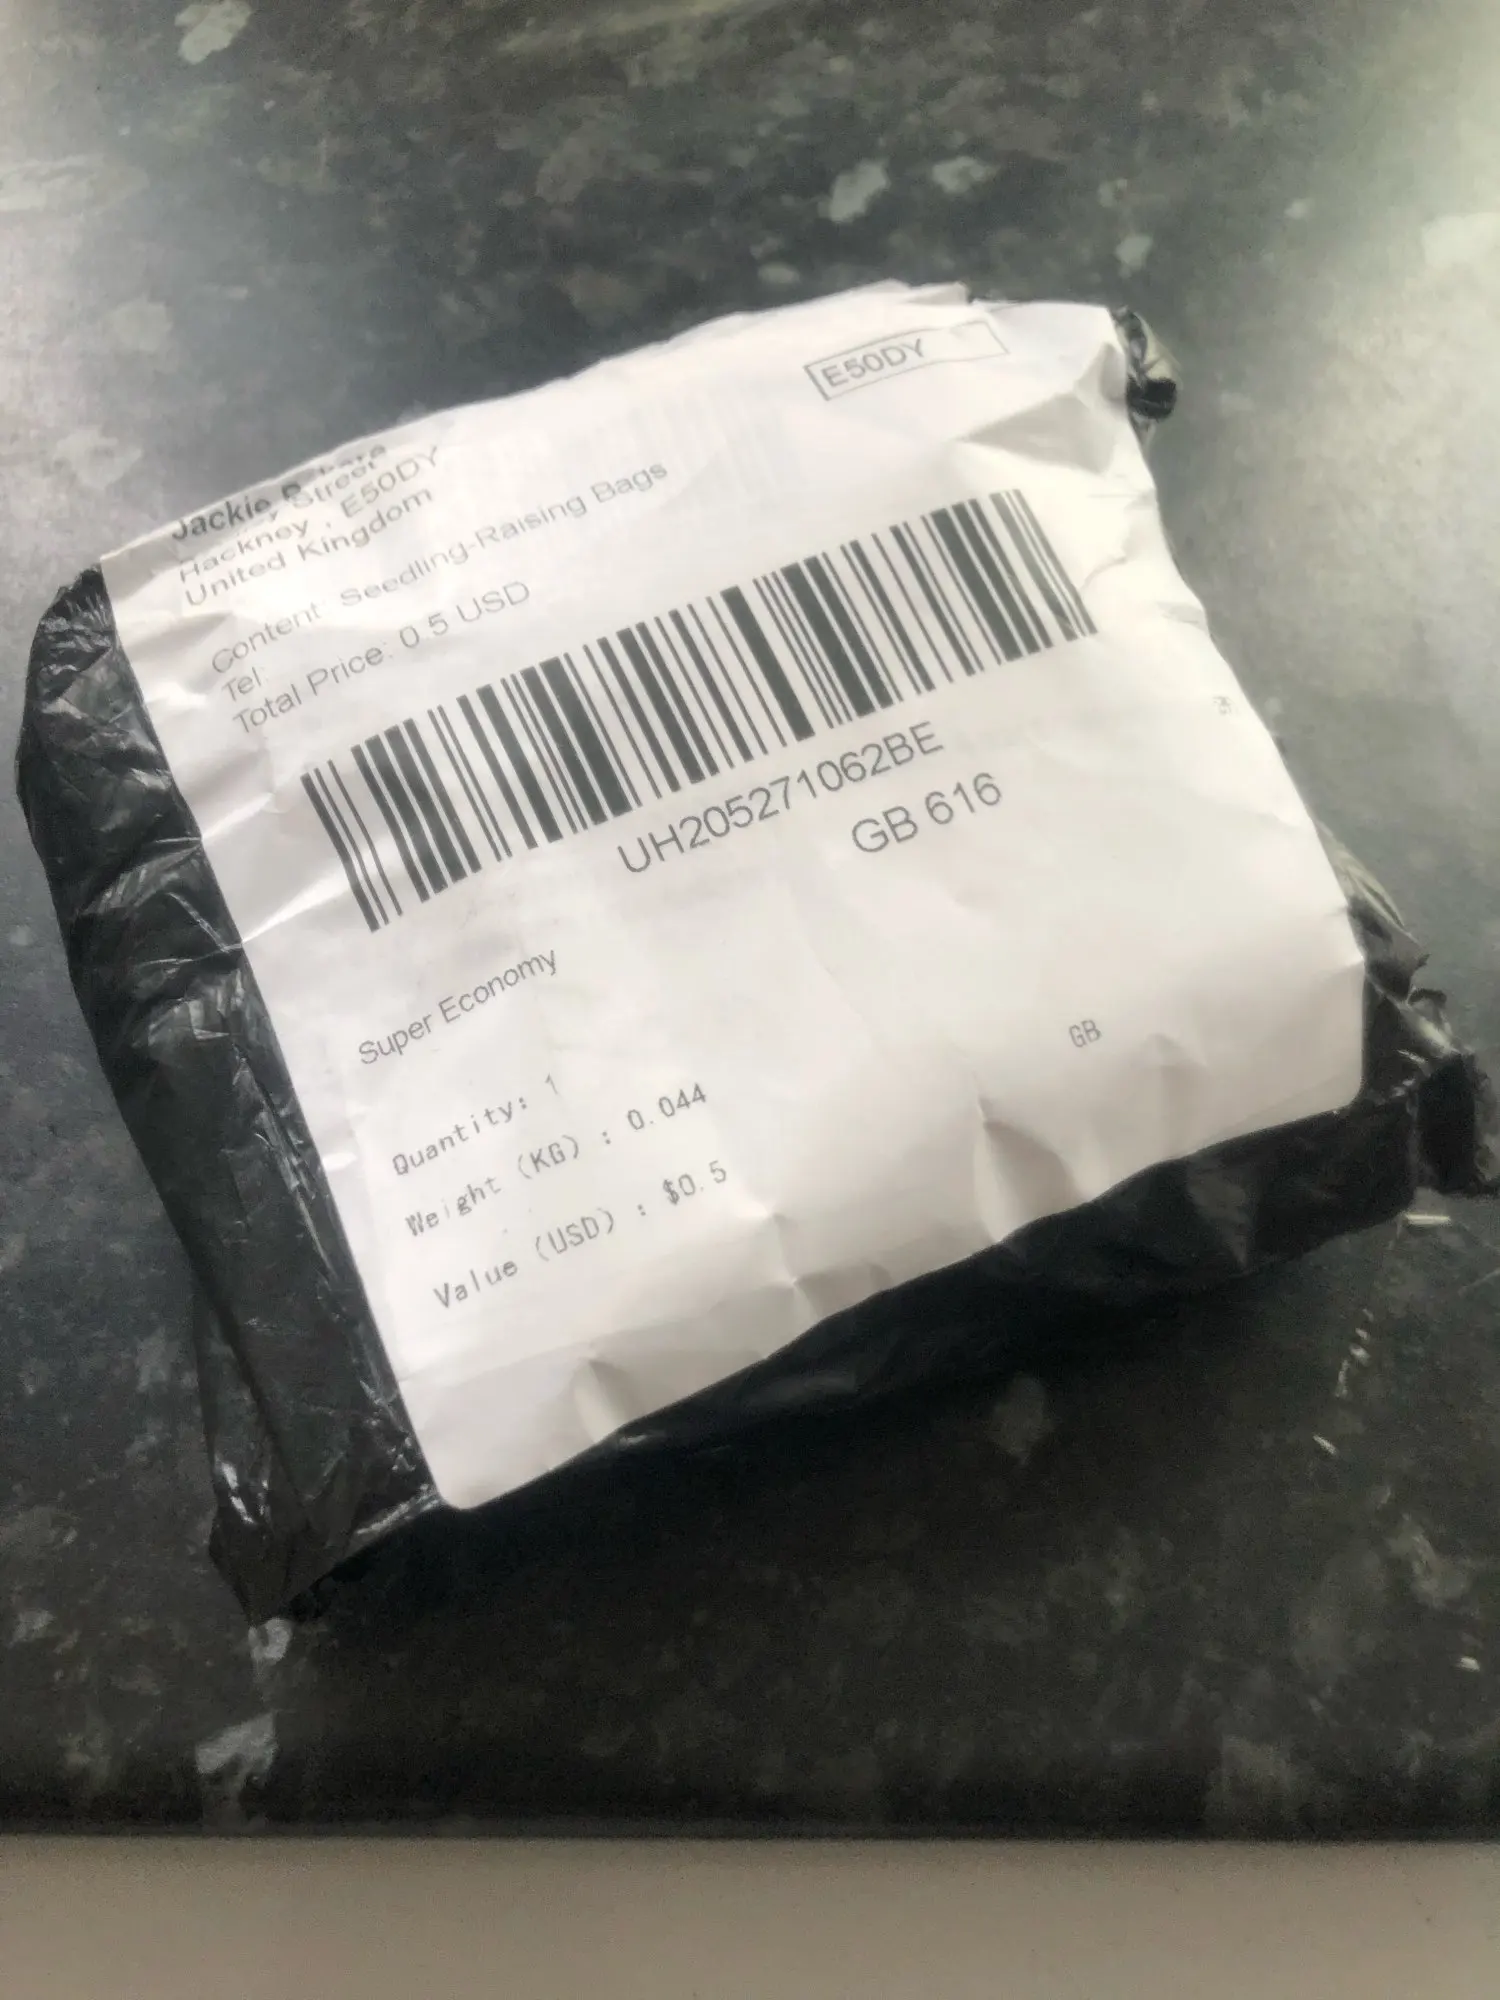 E50DY
Jackie
Street
Hackney , E50DY
United Kingdom
Content: Seedling-Raising Bags
Tel:
Total Price: 0.5 USD
UH205271062BE
GB 616
Super Economy
GB
Quantity: 1
Weight (KG) : 0.044
Value (USD) : $0.5